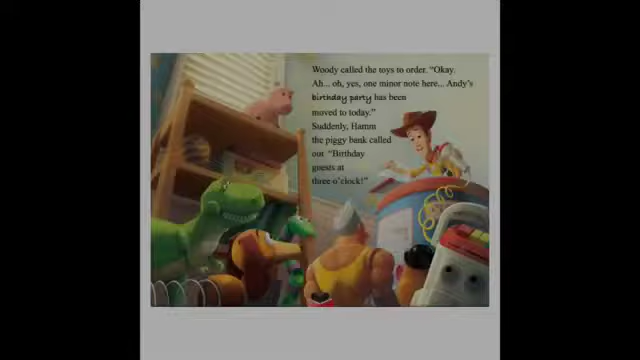 Woody called the toys to order. “Okay.
Ah... oh, yes, one minor note here... Andy’s
birthday party has been
moved to today.”
Suddenly, Hamm
the piggy bank called
out “Birthday
guests at
three o’clock!”